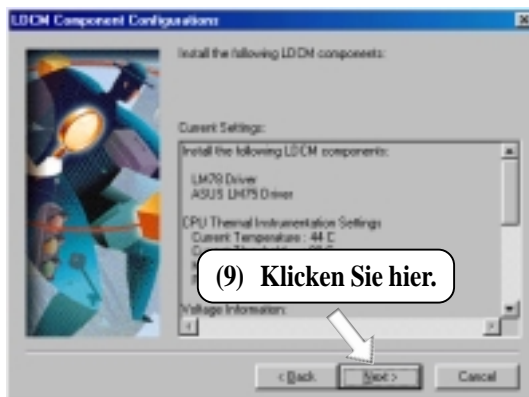 LDCM Component Configurations
Install the following LDCM components:
Current Settings:
Install the following LDCM components:
LM78 Driver
ASUS LM75 Driver
CPU Thermal Instrumentation Settings
Current Temperature : 44 C
(9) Klicken Sie hier.
Voltage Information:
< Back
Next >
Cancel